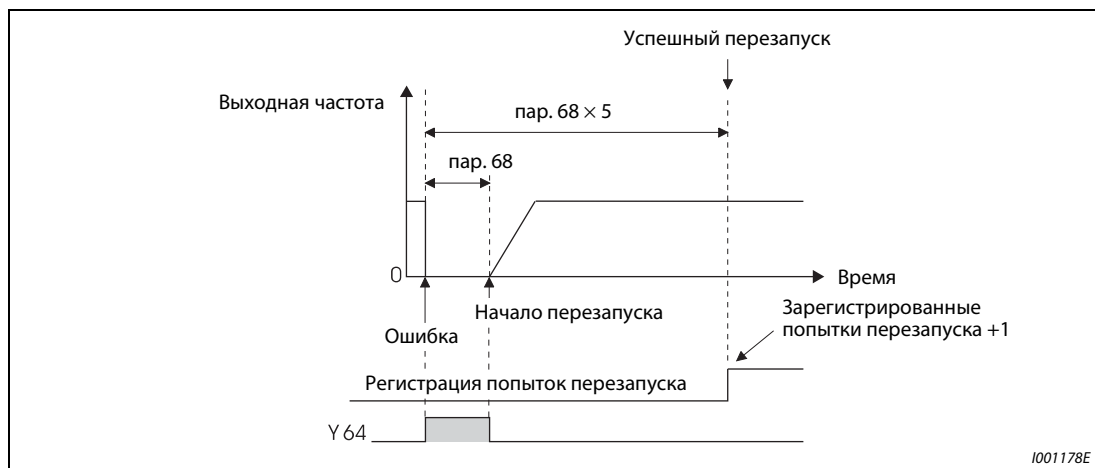 Успешный перезапуск
Выходная частота
пар. 68 × 5
пар. 68
0
Время
Начало перезапуска
Ошибка
Зарегистрированные
попытки перезапуска +1
Регистрация попыток перезапуска
Y 64
I001178E